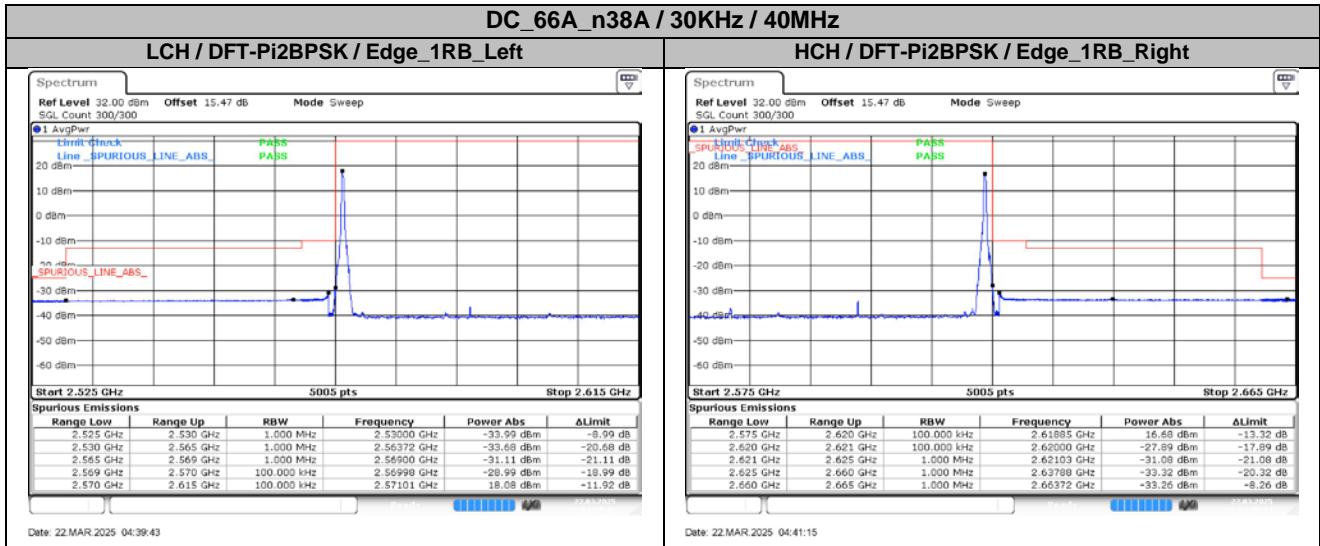 DC_66A_n38A / 30KHz / 40MHz
LCH / DFT-Pi2BPSK / Edge_1RB_Left
HCH / DFT-Pi2BPSK / Edge_1RB_Right
Spectrum
Ref Level 32.00 dBm Offset 15.47 dB Mode Sweep
SGL Count 300/300
1 AvgPwr
Limit Check PASS
Line _SPURIOUS_LINE_ABS_ PASS
20 dBm
10 dBm
0 dBm
-10 dBm
-20 dBm
_SPURIOUS_LINE_ABS_
-30 dBm
-40 dBm
-50 dBm
-60 dBm
Start 2.525 GHz 5005 pts Stop 2.615 GHz
Spurious Emissions
Range Low Range Up RBW Frequency Power Abs ΔLimit
2.525 GHz 2.530 GHz 1.000 MHz 2.53000 GHz -33.99 dBm -8.99 dB
2.530 GHz 2.565 GHz 1.000 MHz 2.56372 GHz -33.68 dBm -20.68 dB
2.565 GHz 2.569 GHz 1.000 MHz 2.56900 GHz -31.11 dBm -21.11 dB
2.569 GHz 2.570 GHz 100.000 kHz 2.56998 GHz -28.99 dBm -18.99 dB
2.570 GHz 2.615 GHz 100.000 kHz 2.57101 GHz 18.08 dBm -11.92 dB
Date: 22.MAR.2025 04:39:43
Spectrum
Ref Level 32.00 dBm Offset 15.47 dB Mode Sweep
SGL Count 300/300
1 AvgPwr
Limit Check PASS
_SPURIOUS_LINE_ABS_
Line _SPURIOUS_LINE_ABS_ PASS
20 dBm
10 dBm
0 dBm
-10 dBm
-20 dBm
-30 dBm
-40 dBm
-50 dBm
-60 dBm
Start 2.575 GHz 5005 pts Stop 2.665 GHz
Spurious Emissions
Range Low Range Up RBW Frequency Power Abs ΔLimit
2.575 GHz 2.620 GHz 100.000 kHz 2.61885 GHz 16.68 dBm -13.32 dB
2.620 GHz 2.621 GHz 100.000 kHz 2.62000 GHz -27.89 dBm -17.89 dB
2.621 GHz 2.625 GHz 1.000 MHz 2.62103 GHz -31.08 dBm -21.08 dB
2.625 GHz 2.660 GHz 1.000 MHz 2.63788 GHz -33.32 dBm -20.32 dB
2.660 GHz 2.665 GHz 1.000 MHz 2.66372 GHz -33.26 dBm -8.26 dB
Date: 22.MAR.2025 04:41:15